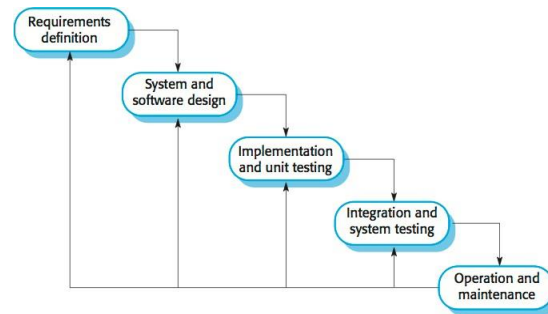 Requirements
definition
System and
software design
Implementation
and unit testing
Integration and
system testing
Operation and
maintenance